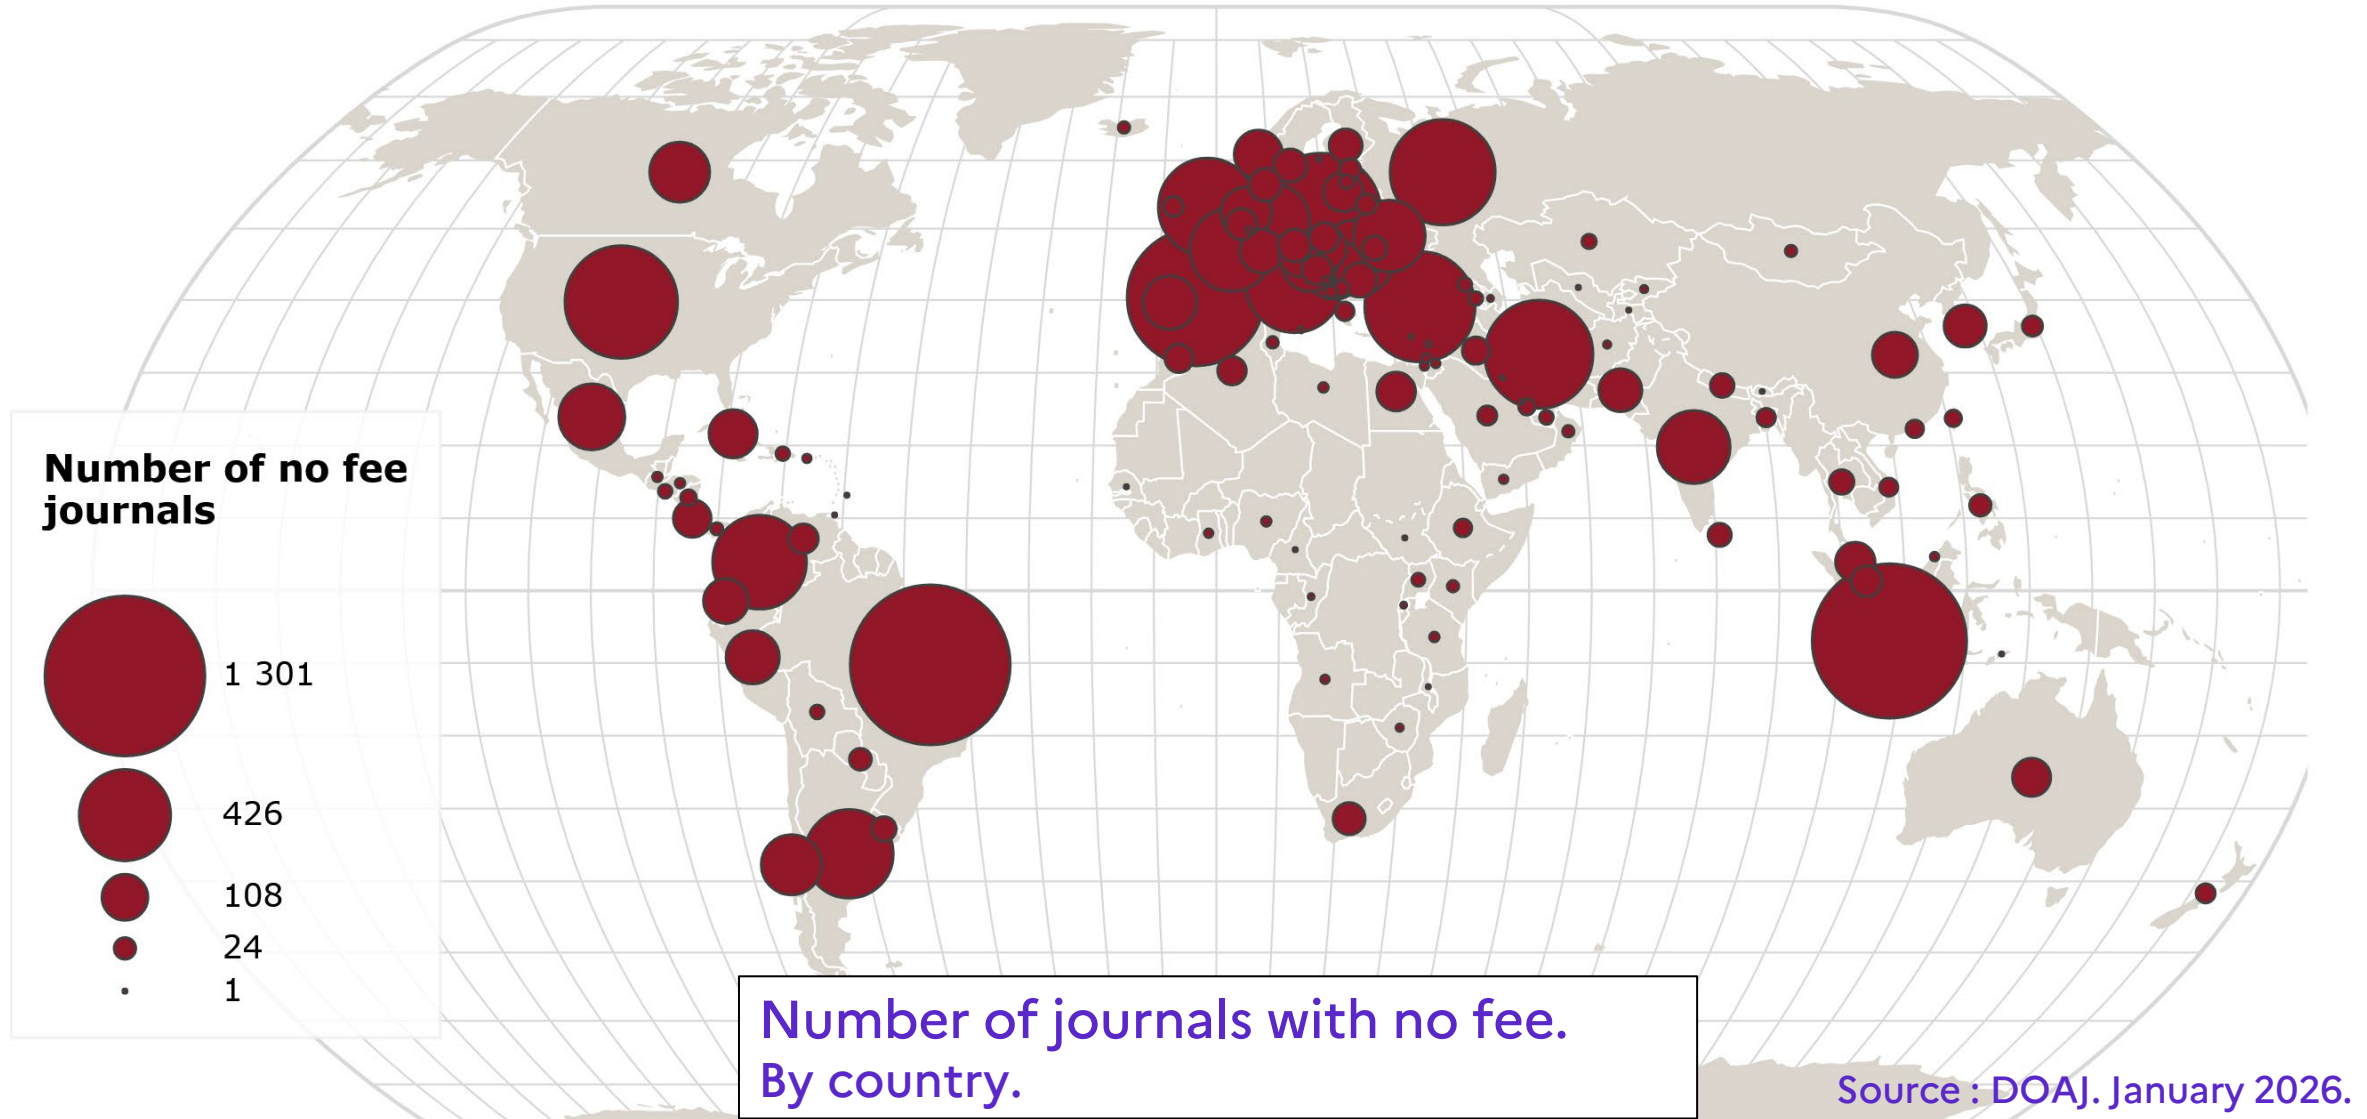 Number of no fee
journals
1 301
426
108
24
1
Number of journals with no fee.
By country.
Source : DOAJ. January 2026.